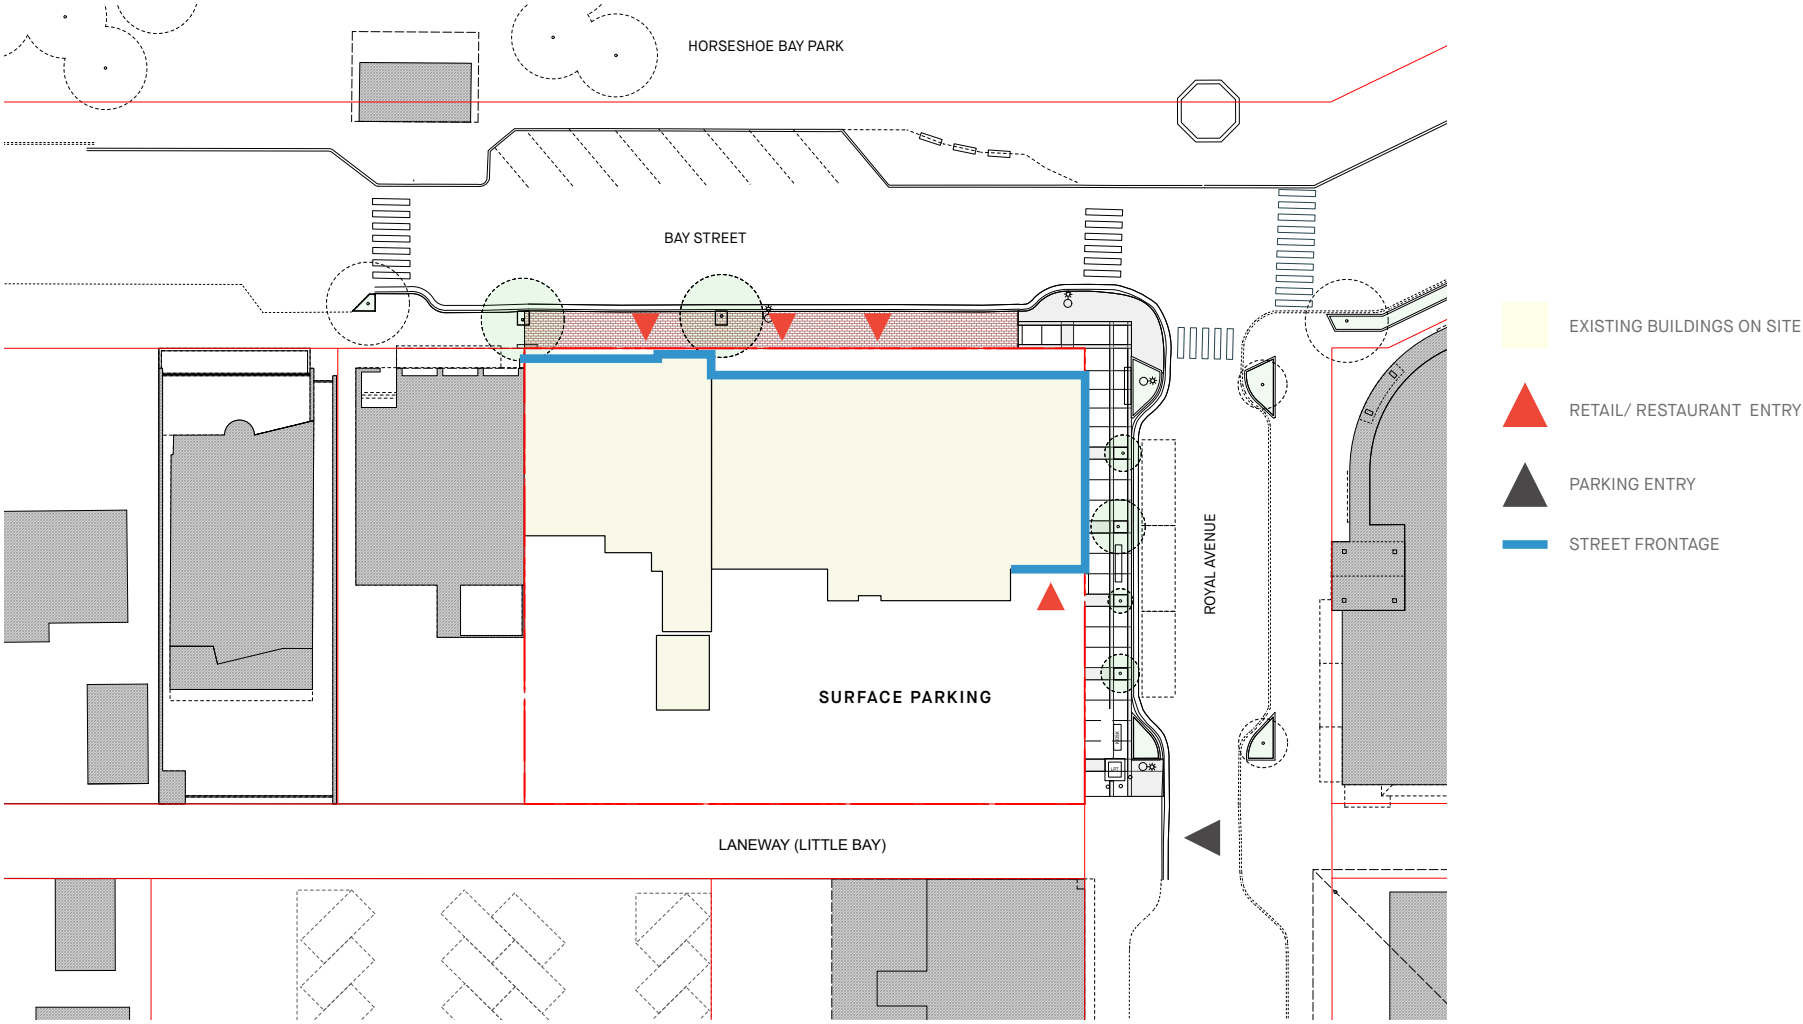 HORSESHOE BAY PARK
BAY STREET
EXISTING BUILDINGS ON SITE
RETAIL/ RESTAURANT ENTRY
PARKING ENTRY
STREET FRONTAGE
ROYAL AVENUE
SURFACE PARKING
LANEWAY (LITTLE BAY)